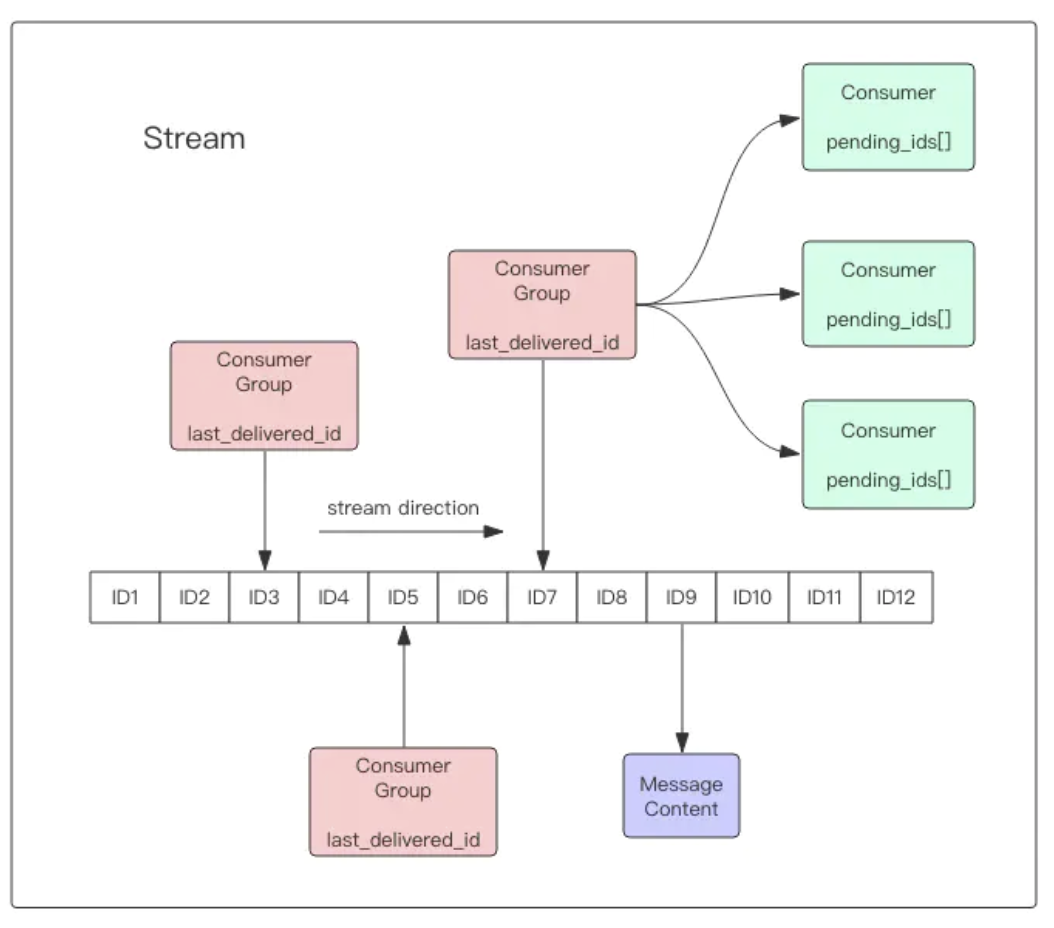 Stream
Consumer
pending_ids[]
Consumer
Group
last_delivered_id
Consumer
pending_ids[]
Consumer
Group
last_delivered_id
Consumer
pending_ids[]
stream direction
ID1 ID2 ID3 ID4 ID5 ID6 ID7 ID8 ID9 ID10 ID11 ID12
Consumer
Group
last_delivered_id
Message
Content